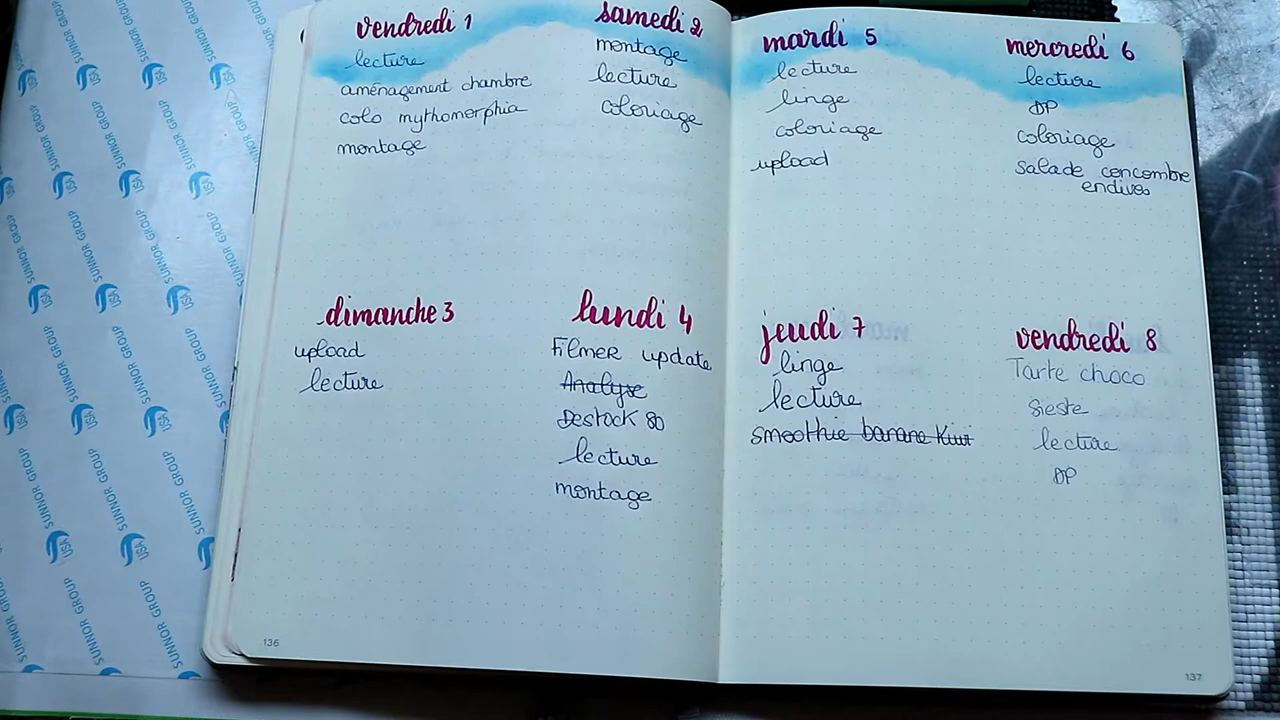 vendredi 1
lecture
aménagement chambre
colo mythomorphia
montage
samedi 2
montage
lecture
coloriage
dimanche 3
upload
lecture
lundi 4
Filmer update
Analyse
Destock 80
lecture
montage
136
mardi 5
lecture
linge
coloriage
upload
mercredi 6
lecture
DP
coloriage
salade concombre
endives
jeudi 7
linge
lecture
smoothie banane Kiwi
vendredi 8
Tarte choco
sieste
lecture
DP
137
SUNNOR GROUP
USA